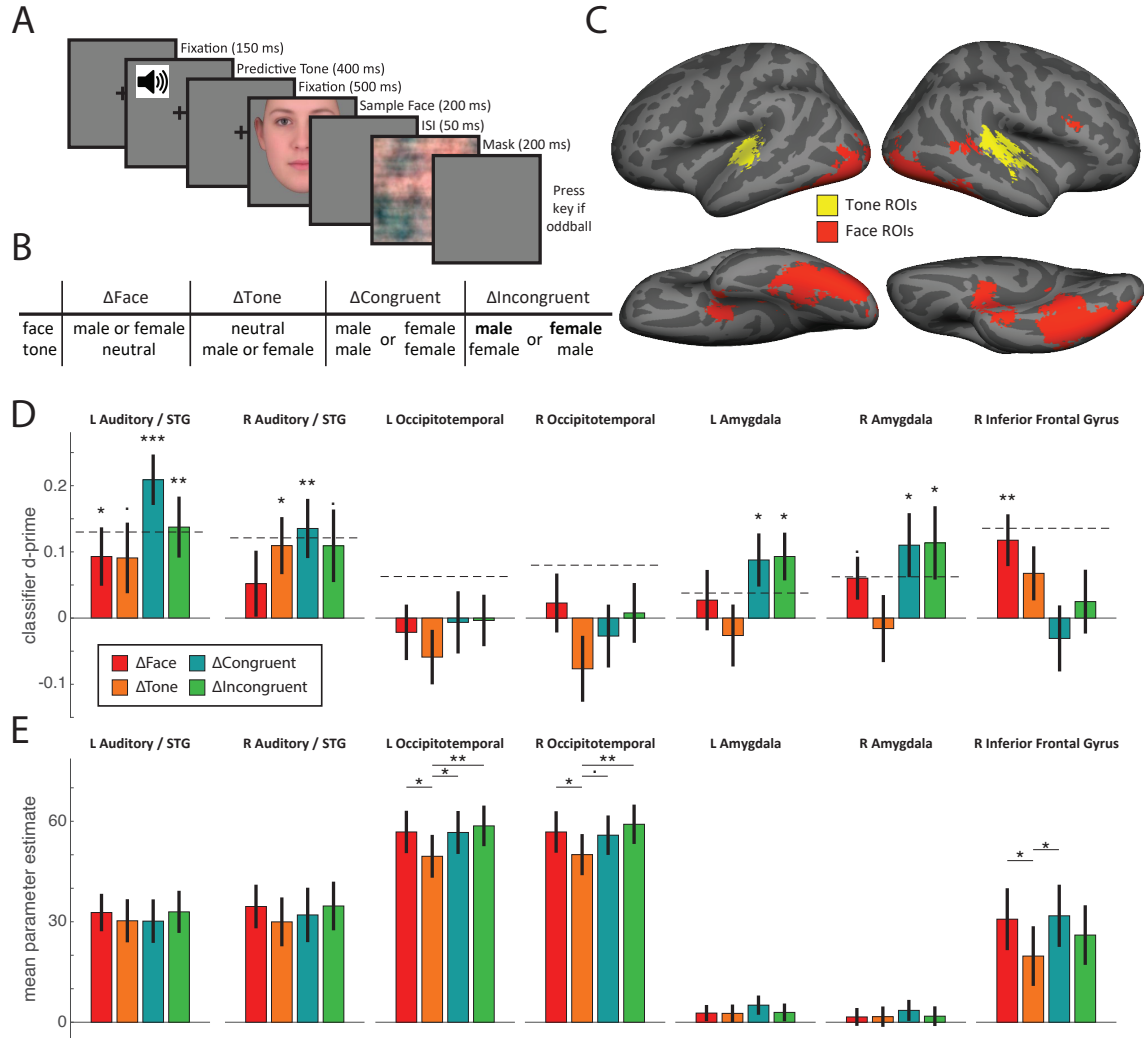 A
Fixation (150 ms)
Predictive Tone (400 ms)
Fixation (500 ms)
Sample Face (200 ms)
ISI (50 ms)
Mask (200 ms)
Press
key if
oddball
B
ΔFace ΔTone ΔCongruent ΔIncongruent
face male or female neutral male or female male or female
tone neutral male or female male female female male
C
Tone ROIs
Face ROIs
D
L Auditory / STG R Auditory / STG L Occipitotemporal R Occipitotemporal L Amygdala R Amygdala R Inferior Frontal Gyrus
classifier d-prime
0.2
0.1
0
-0.1
* . *** **
* ** .
* *
. * *
**
ΔFace ΔCongruent
ΔTone ΔIncongruent
E
L Auditory / STG R Auditory / STG L Occipitotemporal R Occipitotemporal L Amygdala R Amygdala R Inferior Frontal Gyrus
mean parameter estimate
60
30
0
* * **
* . **
* *